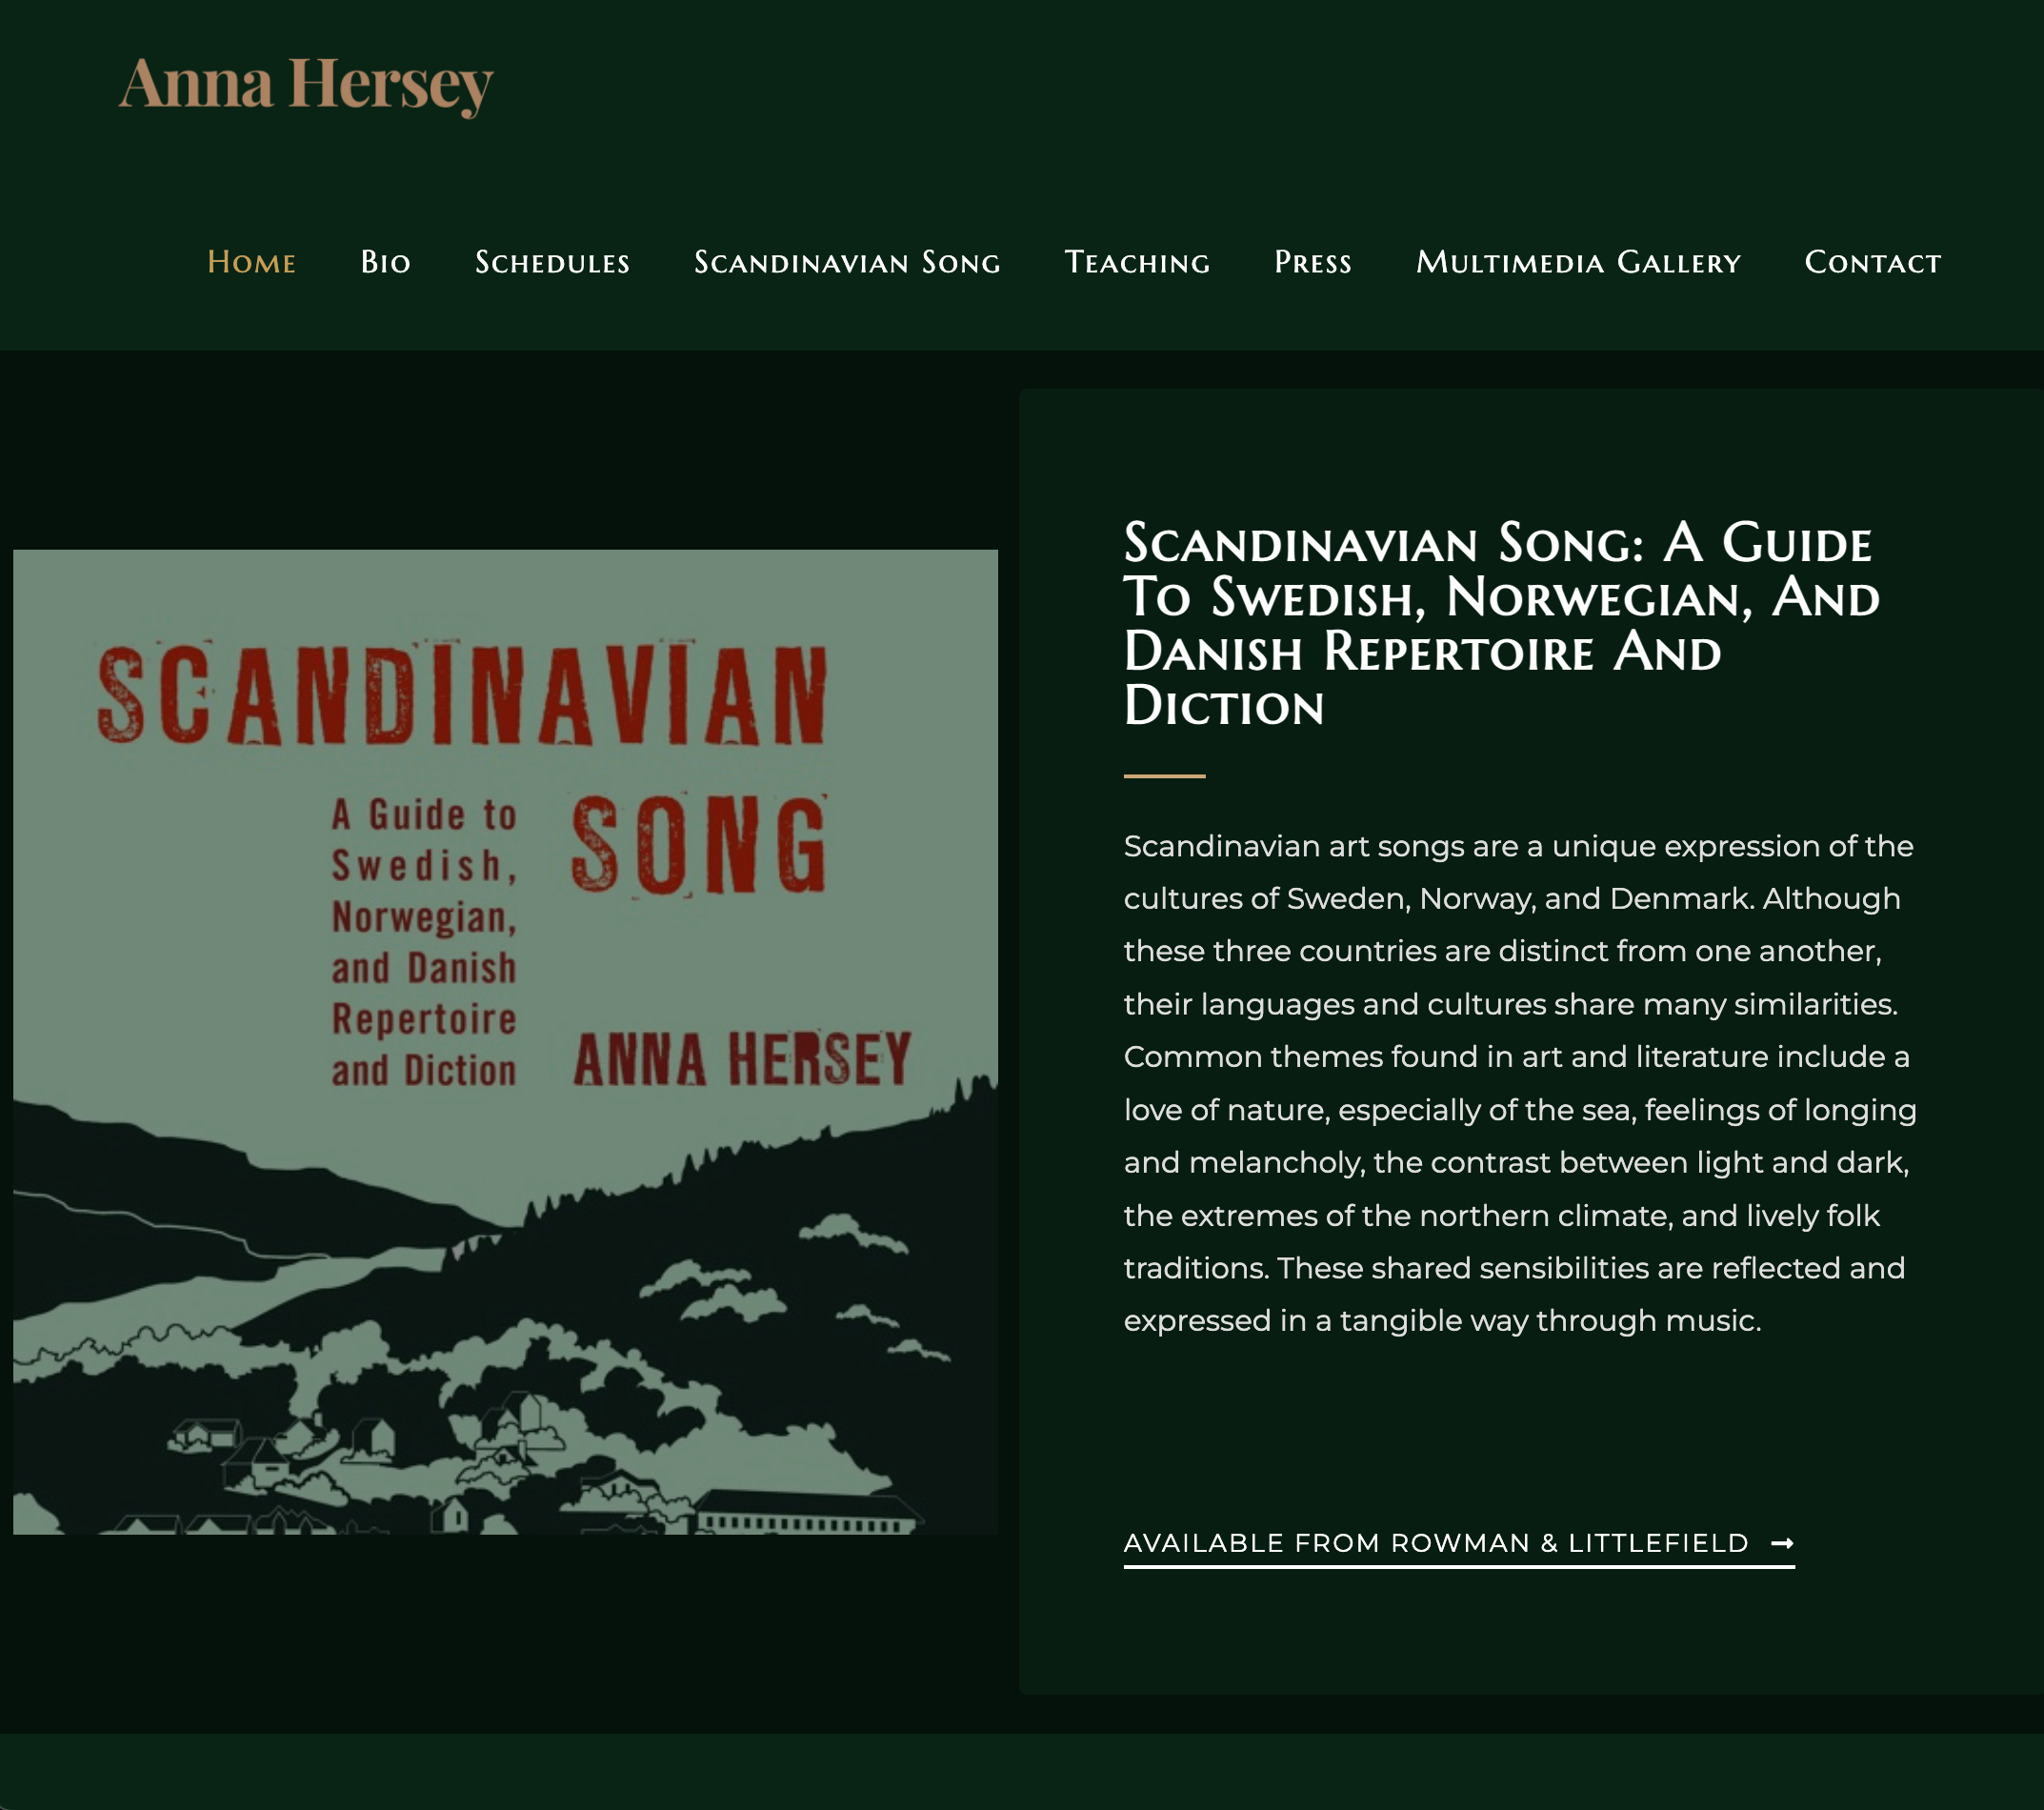 Anna Hersey
Home Bio Schedules Scandinavian Song Teaching Press Multimedia Gallery Contact
SCANDINAVIAN
SONG
A Guide to
Swedish,
Norwegian,
and Danish
Repertoire
and Diction
ANNA HERSEY
Scandinavian Song: A Guide
To Swedish, Norwegian, And
Danish Repertoire And
Diction
Scandinavian art songs are a unique expression of the
cultures of Sweden, Norway, and Denmark. Although
these three countries are distinct from one another,
their languages and cultures share many similarities.
Common themes found in art and literature include a
love of nature, especially of the sea, feelings of longing
and melancholy, the contrast between light and dark,
the extremes of the northern climate, and lively folk
traditions. These shared sensibilities are reflected and
expressed in a tangible way through music.
AVAILABLE FROM ROWMAN & LITTLEFIELD →